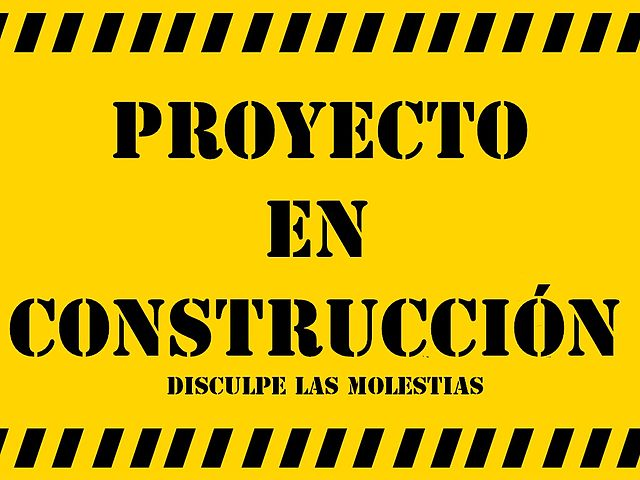 PROYECTO
EN
CONSTRUCCIÓN
DISCULPE LAS MOLESTIAS